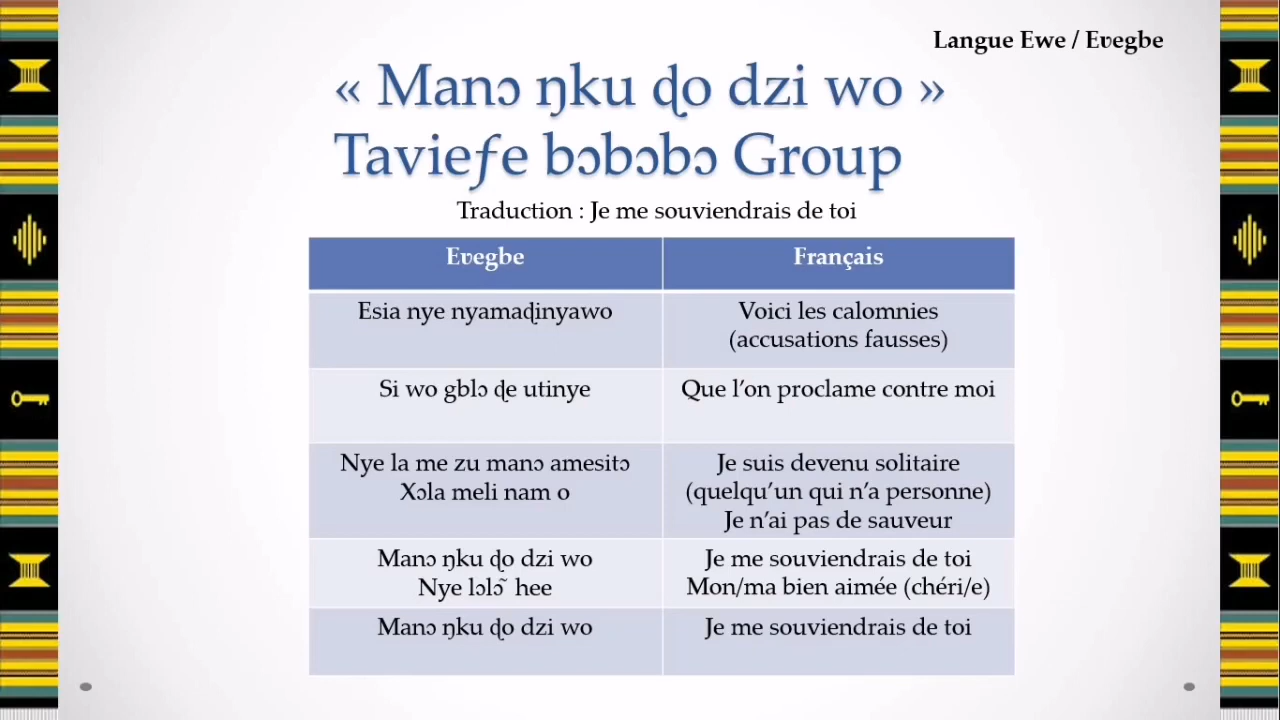 Langue Ewe / Eʋegbe
« Manɔ ŋku ɖo dzi wo »
Tavieƒe bɔbɔbɔ Group
Traduction : Je me souviendrais de toi
Eʋegbe
Français
Esia nye nyamaɖinyawo
Voici les calomnies
(accusations fausses)
Si wo gblɔ ɖe utinye
Que l’on proclame contre moi
Nye la me zu manɔ amesitɔ
Xɔla meli nam o
Je suis devenu solitaire
(quelqu’un qui n’a personne)
Je n’ai pas de sauveur
Manɔ ŋku ɖo dzi wo
Nye lɔlɔ̃ hee
Je me souviendrais de toi
Mon/ma bien aimée (chéri/e)
Manɔ ŋku ɖo dzi wo
Je me souviendrais de toi